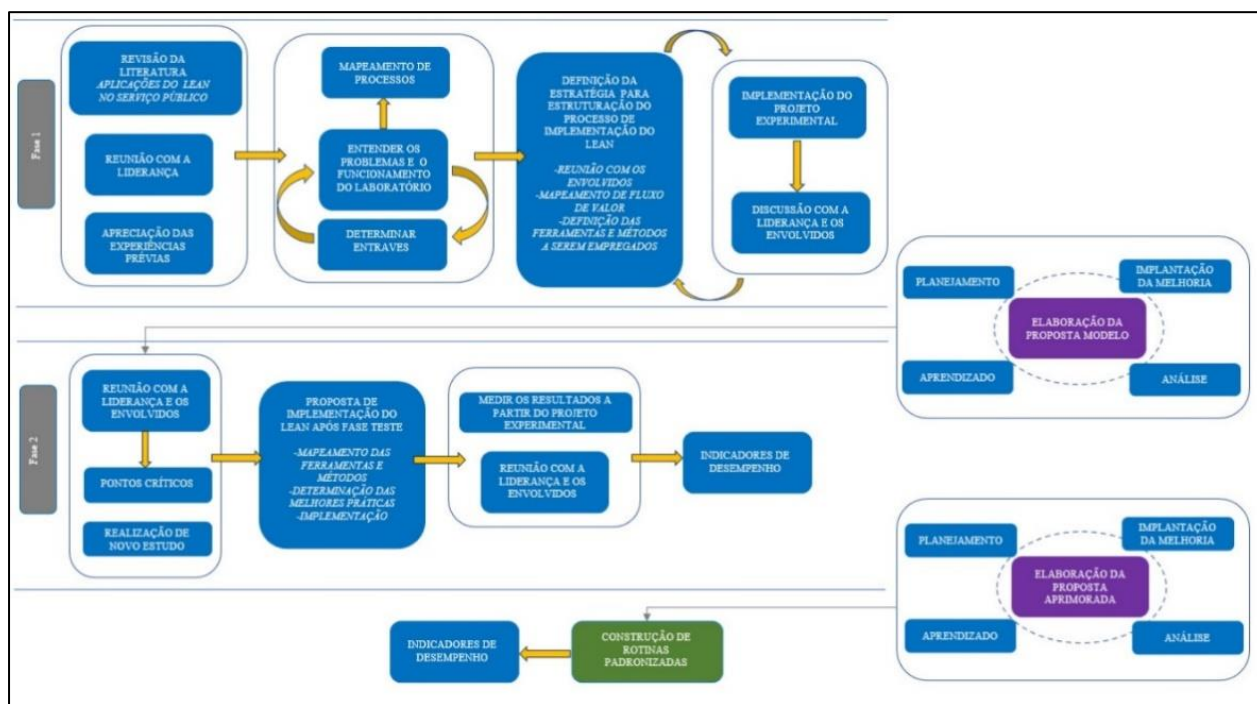 Fase 1
REVISÃO DA
LITERATURA
APLICAÇÕES DO LEAN
NO SERVIÇO PÚBLICO
REUNIÃO COM A
LIDERANÇA
APRECIAÇÃO DAS
EXPERIÊNCIAS
PRÉVIAS
MAPEAMENTO DE
PROCESSOS
ENTENDER OS
PROBLEMAS E O
FUNCIONAMENTO
DO LABORATÓRIO
DETERMINAR
ENTRAVES
DEFINIÇÃO DA
ESTRATÉGIA PARA
ESTRUTURAÇÃO DO
PROCESSO DE
IMPLEMENTAÇÃO DO
LEAN
-REUNIÃO COM OS
ENVOLVIDOS
-MAPEAMENTO DE FLUXO
DE VALOR
-DEFINIÇÃO DAS
FERRAMENTAS E MÉTODOS
A SEREM EMPREGADOS
IMPLEMENTAÇÃO DO
PROJETO
EXPERIMENTAL
DISCUSSÃO COM A
LIDERANÇA E OS
ENVOLVIDOS
PLANEJAMENTO
IMPLANTAÇÃO
DA MELHORIA
ELABORAÇÃO DA
PROPOSTA MODELO
APRENDIZADO
ANÁLISE
Fase 2
REUNIÃO COM A
LIDERANÇA E OS
ENVOLVIDOS
PONTOS CRÍTICOS
REALIZAÇÃO DE
NOVO ESTUDO
PROPOSTA DE
IMPLEMENTAÇÃO DO
LEAN APÓS FASE TESTE
-MAPEAMENTO DAS
FERRAMENTAS E
MÉTODOS
-DETERMINAÇÃO DAS
MELHORES PRÁTICAS
-IMPLEMENTAÇÃO
MEDIR OS RESULTADOS A
PARTIR DO PROJETO
EXPERIMENTAL
REUNIÃO COM A
LIDERANÇA E OS
ENVOLVIDOS
INDICADORES DE
DESEMPENHO
PLANEJAMENTO
IMPLANTAÇÃO
DA MELHORIA
ELABORAÇÃO DA
PROPOSTA
APRIMORADA
APRENDIZADO
ANÁLISE
INDICADORES DE
DESEMPENHO
CONSTRUÇÃO DE
ROTINAS
PADRONIZADAS